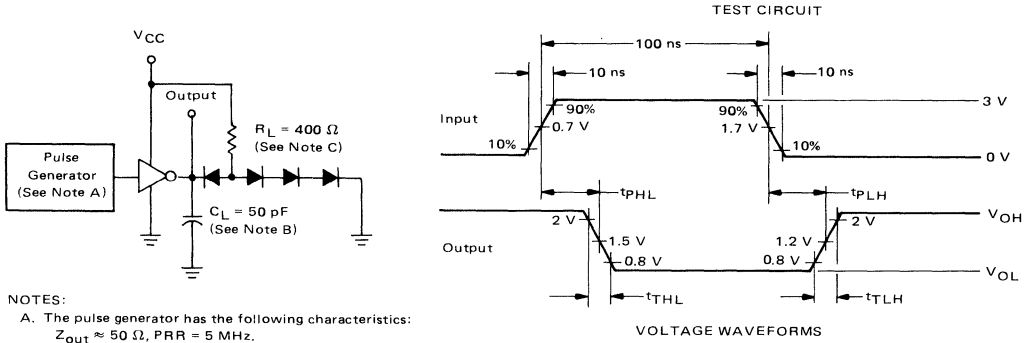 TEST CIRCUIT
VCC
Output
RL = 400 Ω
(See Note C)
Pulse
Generator
(See Note A)
CL = 50 pF
(See Note B)
NOTES:
A. The pulse generator has the following characteristics:
Zout ≈ 50 Ω, PRR = 5 MHz.
100 ns
10 ns
10 ns
Input
90%
90%
3 V
0.7 V
1.7 V
10%
10%
0 V
tPHL
tPLH
Output
2 V
2 V
VOH
1.5 V
1.2 V
0.8 V
0.8 V
VOL
tTHL
tTLH
VOLTAGE WAVEFORMS